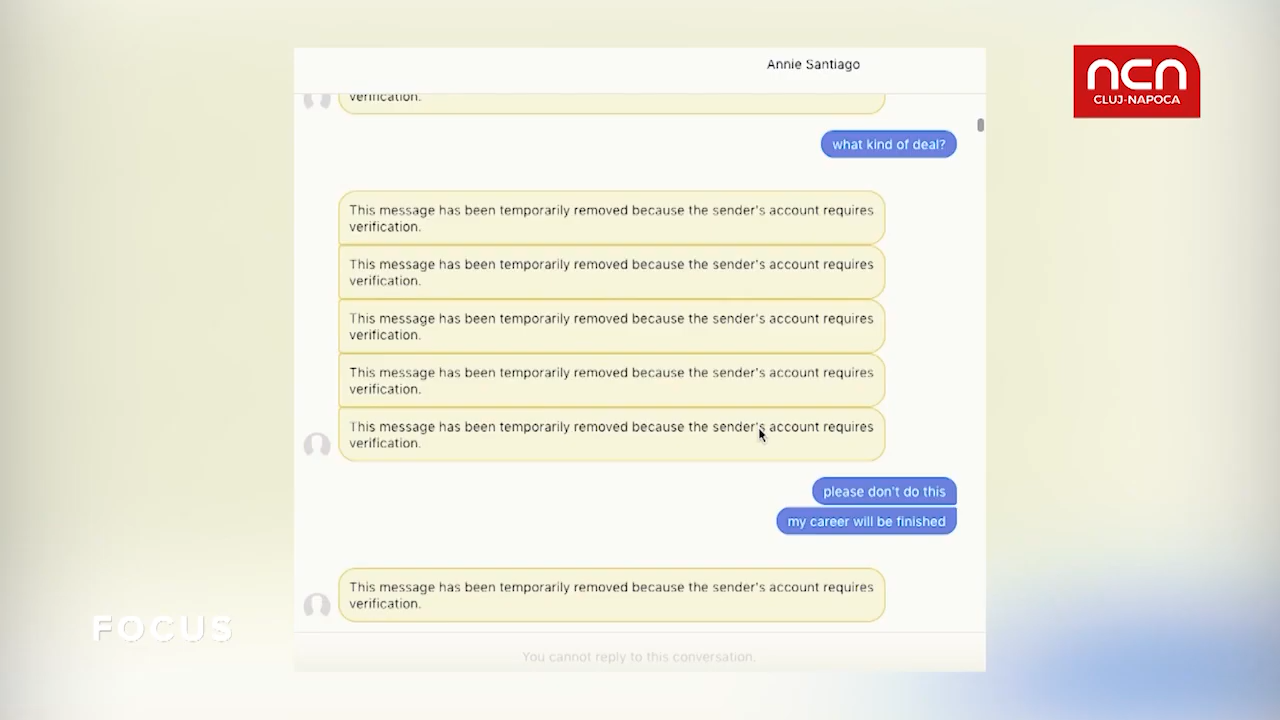 Annie Santiago
ncn
CLUJ-NAPOCA
verification.
what kind of deal?
This message has been temporarily removed because the sender's account requires
verification.
This message has been temporarily removed because the sender's account requires
verification.
This message has been temporarily removed because the sender's account requires
verification.
This message has been temporarily removed because the sender's account requires
verification.
This message has been temporarily removed because the sender's account requires
verification.
please don't do this
my career will be finished
This message has been temporarily removed because the sender's account requires
verification.
FOCUS
You cannot reply to this conversation.